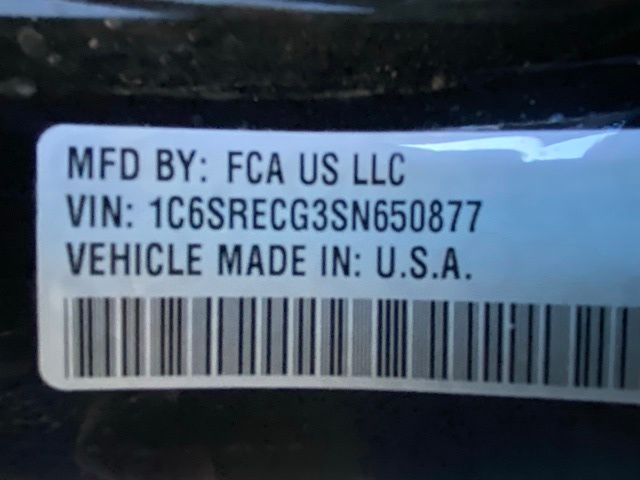 MFD BY: FCA US LLC
VIN: 1C6SRECG3SN650877
VEHICLE MADE IN: U.S.A.